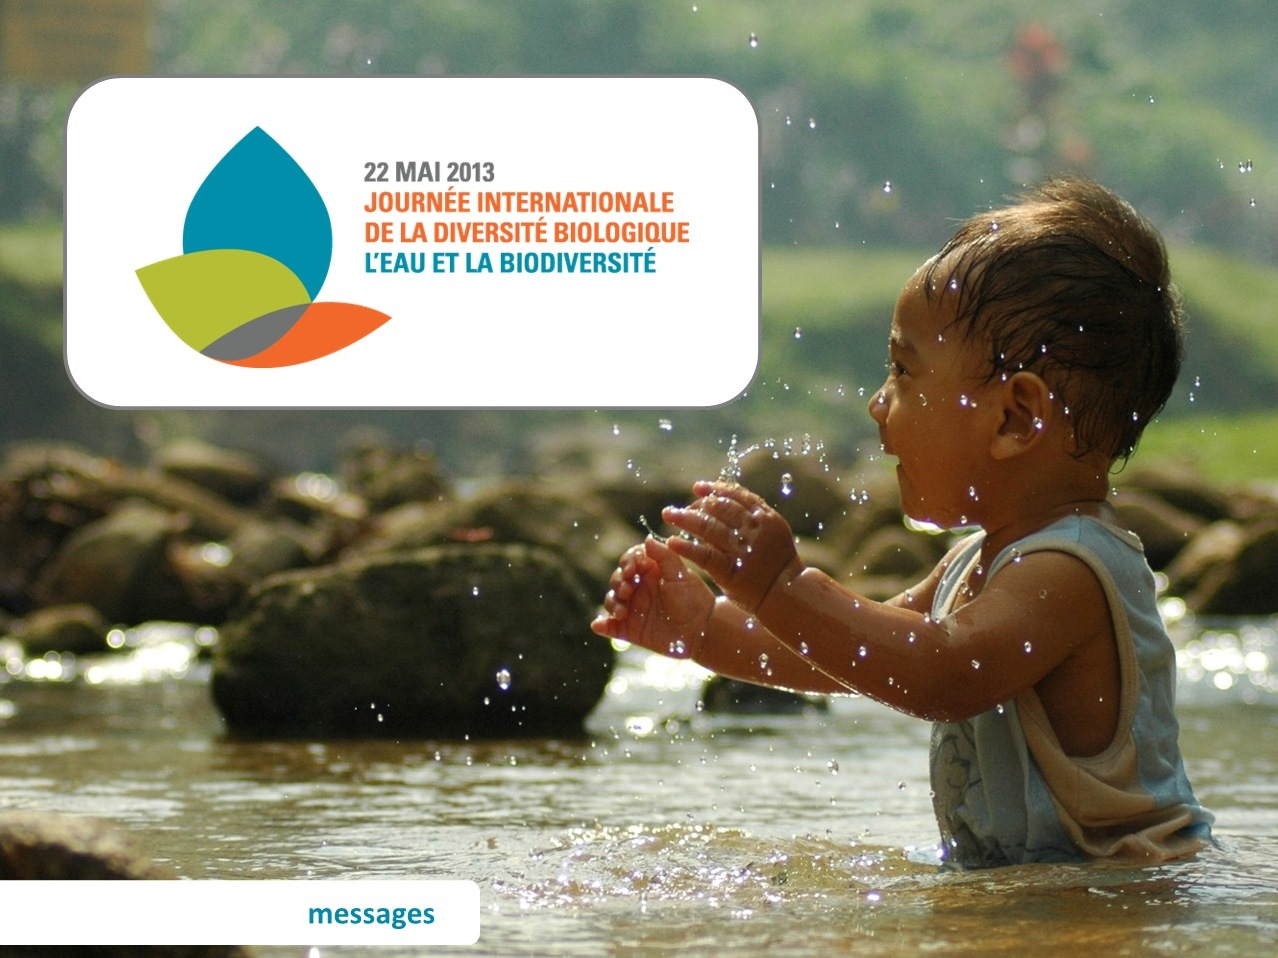 22 MAI 2013
JOURNÉE INTERNATIONALE
DE LA DIVERSITÉ BIOLOGIQUE
L'EAU ET LA BIODIVERSITÉ
messages